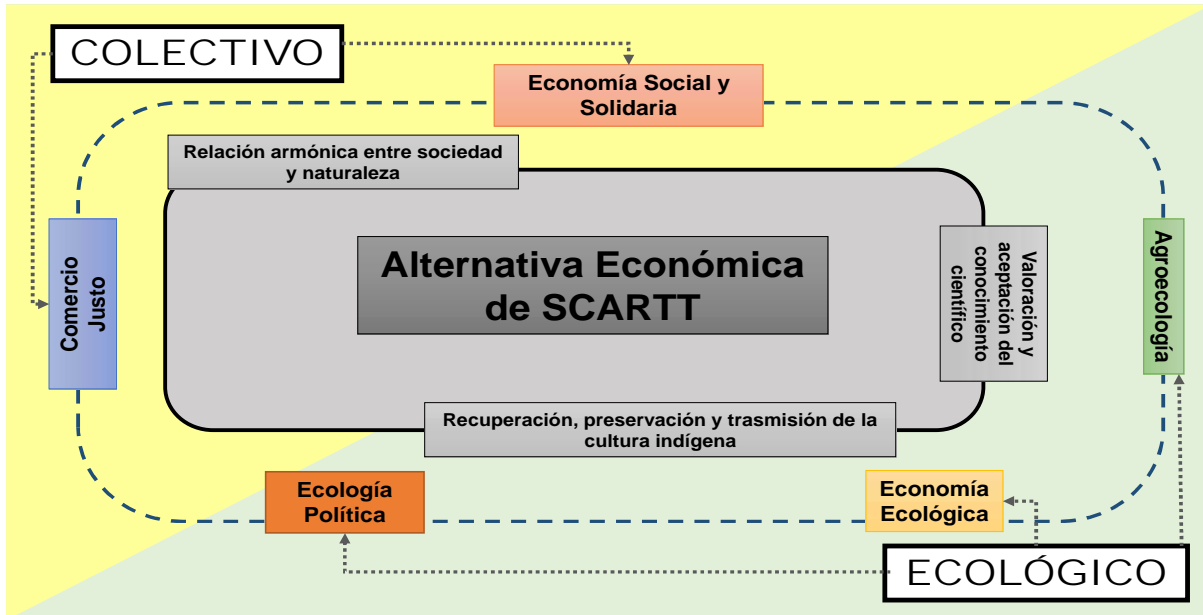 COLECTIVO
Economía Social y
Solidaria
Relación armónica entre sociedad
y naturaleza
Alternativa Económica
de SCARTT
Valoración y
aceptación del
conocimiento
científico
Agroecología
Comercio
Justo
Recuperación, preservación y trasmisión de la
cultura indígena
Ecología
Política
Economía
Ecológica
ECOLÓGICO